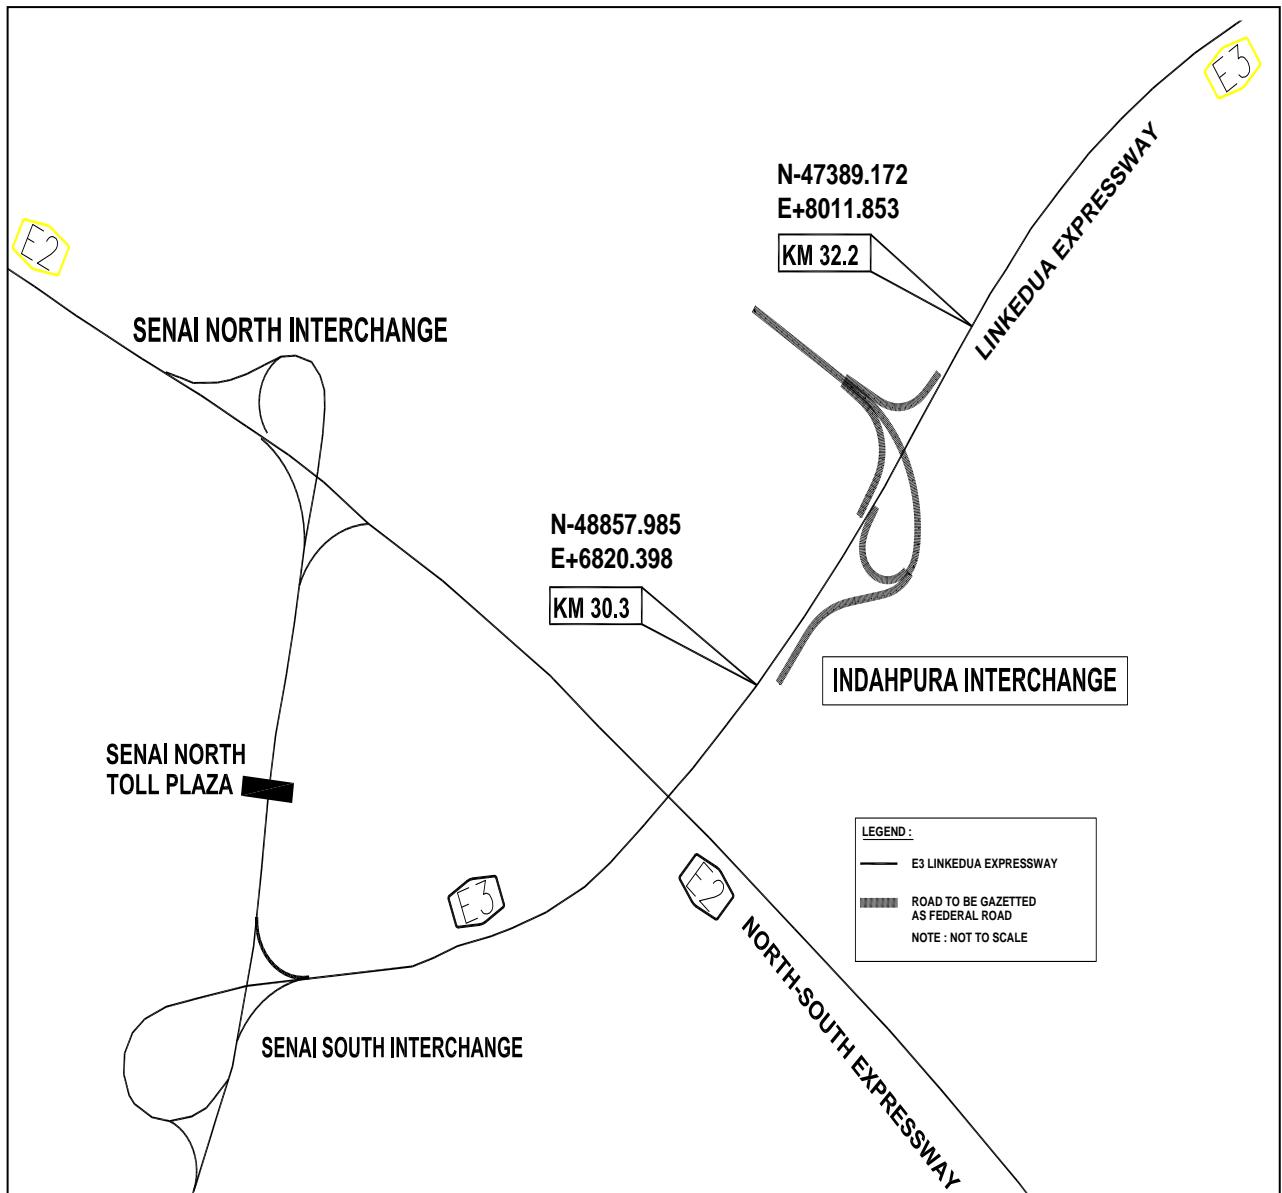 E3
LINKEDUA EXPRESSWAY
N-47389.172
E+8011.853
KM 32.2
E2
SENAI NORTH INTERCHANGE
N-48857.985
E+6820.398
KM 30.3
INDAHPURA INTERCHANGE
SENAI NORTH
TOLL PLAZA
LEGEND :
E3 LINKEDUA EXPRESSWAY
ROAD TO BE GAZETTED
AS FEDERAL ROAD
NOTE : NOT TO SCALE
E3
E2
NORTH-SOUTH EXPRESSWAY
SENAI SOUTH INTERCHANGE